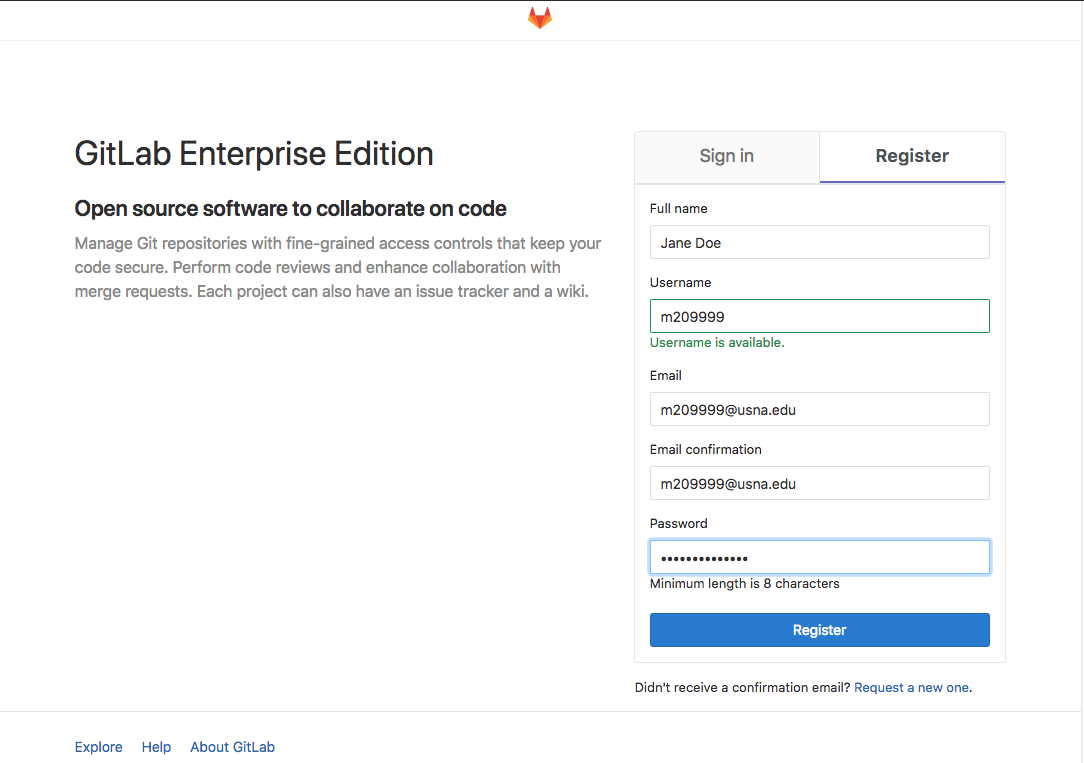 GitLab Enterprise Edition
Open source software to collaborate on code
Manage Git repositories with fine-grained access controls that keep your
code secure. Perform code reviews and enhance collaboration with
merge requests. Each project can also have an issue tracker and a wiki.
Sign in
Register
Full name
Jane Doe
Username
m209999
Username is available.
Email
m209999@usna.edu
Email confirmation
m209999@usna.edu
Password
••••••••••••••
Minimum length is 8 characters
Register
Didn't receive a confirmation email? Request a new one.
Explore Help About GitLab